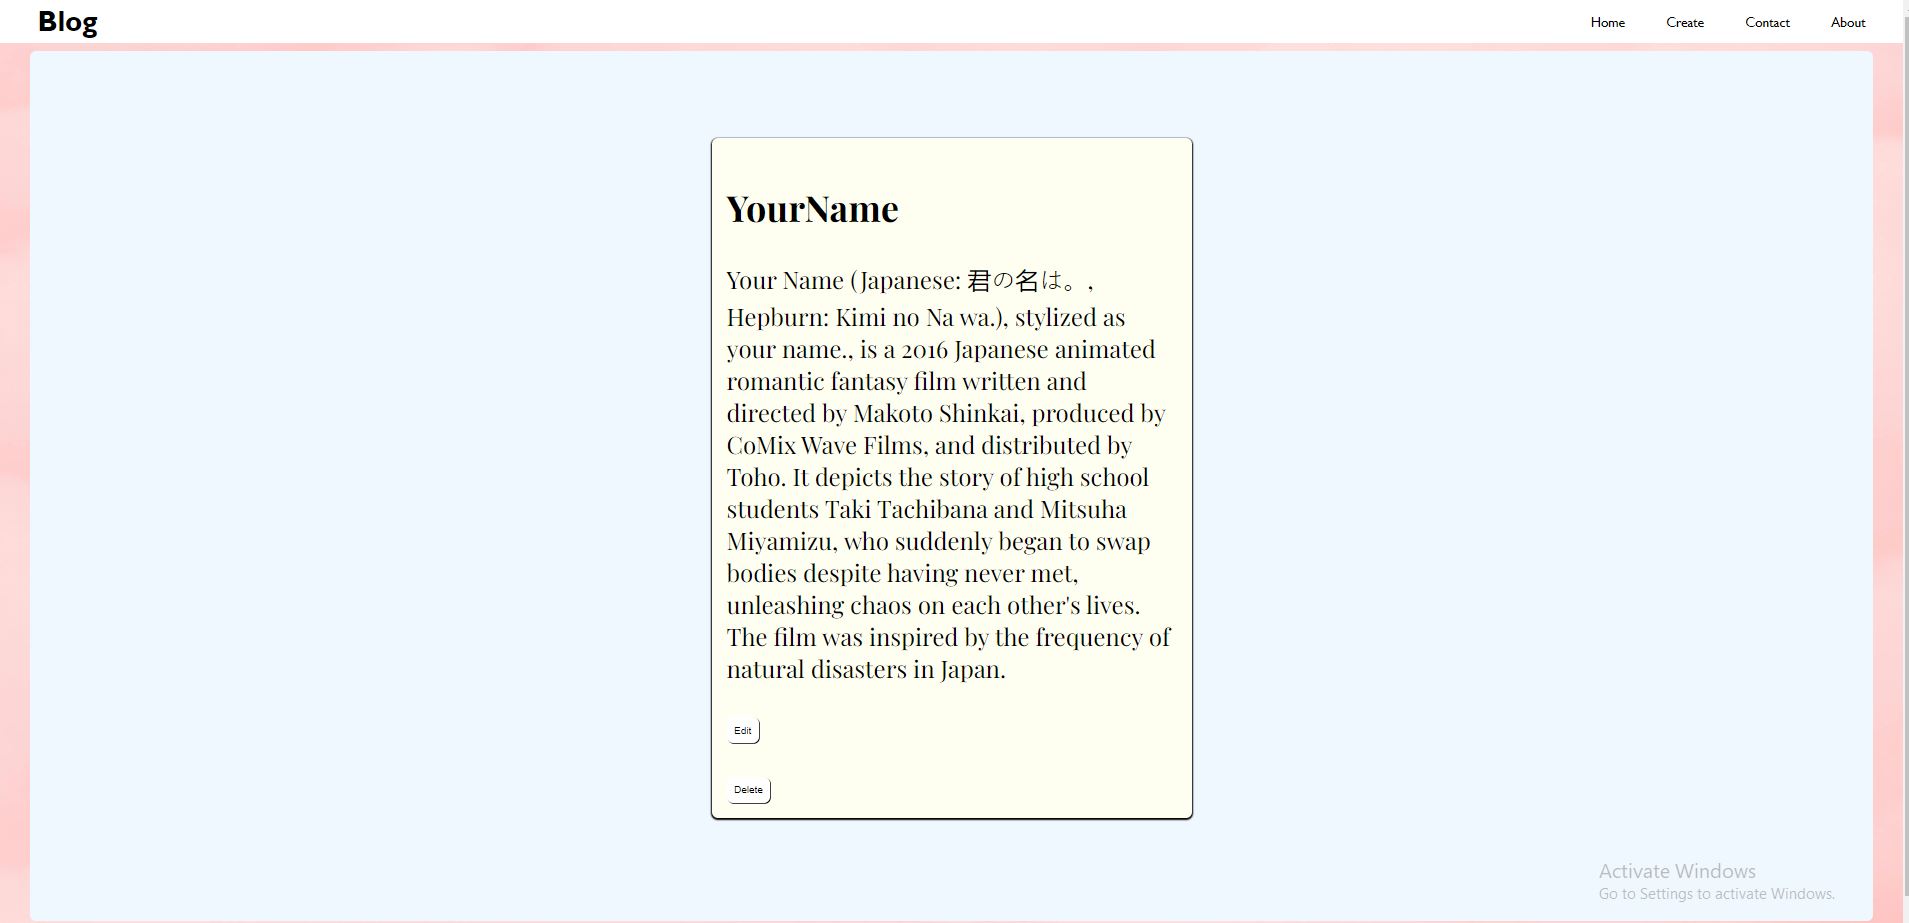 Blog
Home Create Contact About
YourName
Your Name (Japanese: 君の名は。,
Hepburn: Kimi no Na wa.), stylized as
your name., is a 2016 Japanese animated
romantic fantasy film written and
directed by Makoto Shinkai, produced by
CoMix Wave Films, and distributed by
Toho. It depicts the story of high school
students Taki Tachibana and Mitsuha
Miyamizu, who suddenly began to swap
bodies despite having never met,
unleashing chaos on each other's lives.
The film was inspired by the frequency of
natural disasters in Japan.
Edit
Delete
Activate Windows
Go to Settings to activate Windows.